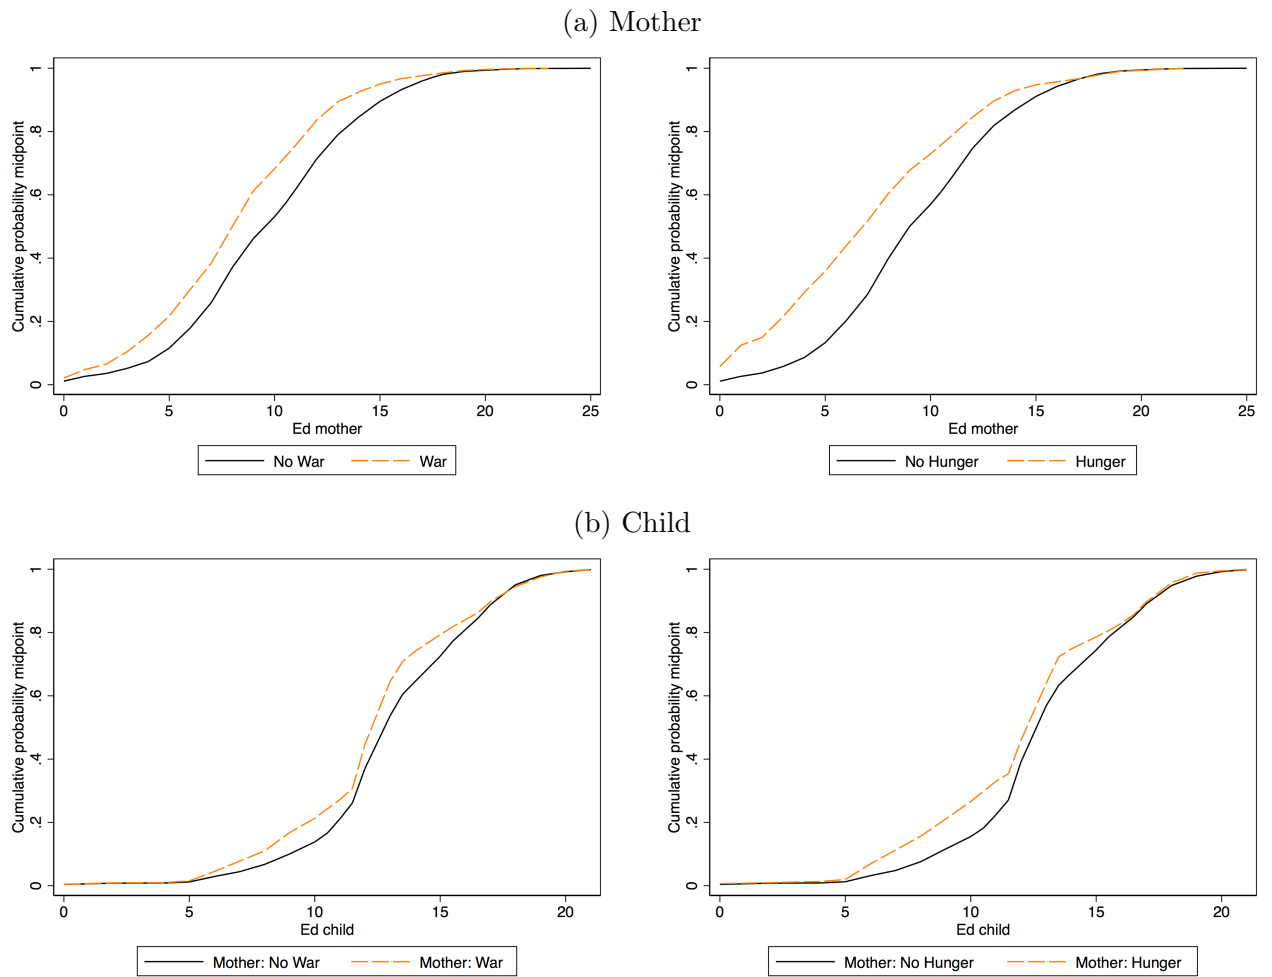 (a) Mother
Cumulative probability midpoint
0 .2 .4 .6 .8 1
0 5 10 15 20 25
Ed mother
No War War
Cumulative probability midpoint
0 .2 .4 .6 .8 1
0 5 10 15 20 25
Ed mother
No Hunger Hunger
(b) Child
Cumulative probability midpoint
0 .2 .4 .6 .8 1
0 5 10 15 20
Ed child
Mother: No War Mother: War
Cumulative probability midpoint
0 .2 .4 .6 .8 1
0 5 10 15 20
Ed child
Mother: No Hunger Mother: Hunger